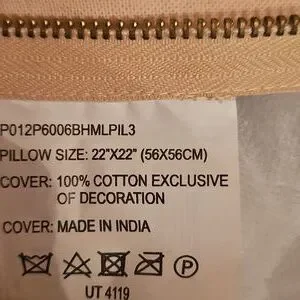 P012P6006BHMLPIL3
PILLOW SIZE: 22"X22" (56X56CM)
COVER: 100% COTTON EXCLUSIVE
OF DECORATION
COVER: MADE IN INDIA
P
UT 4119